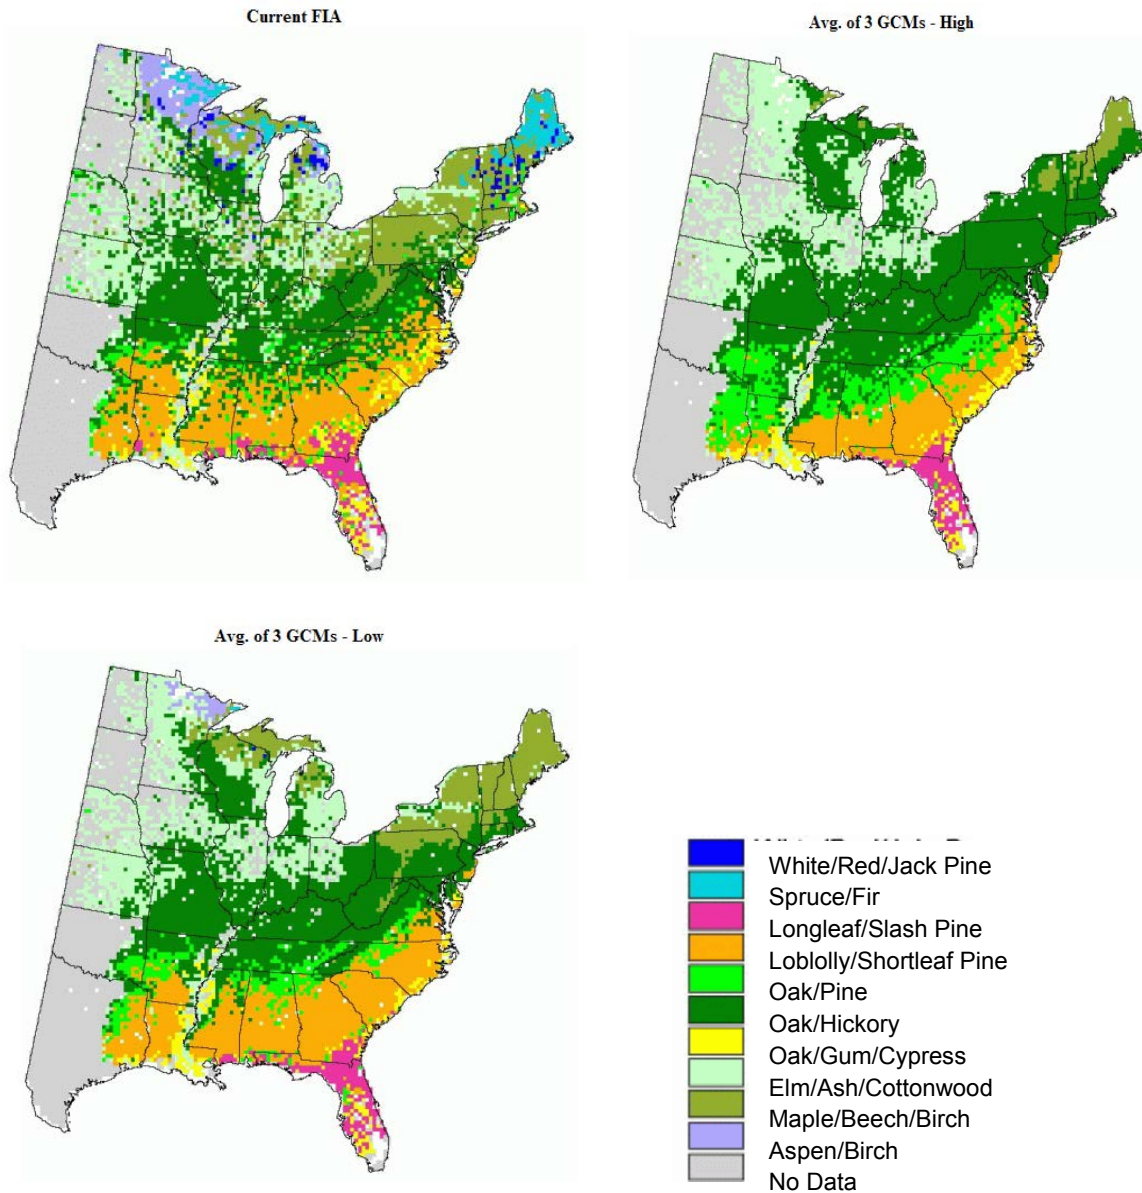 Current FIA
Avg. of 3 GCMs - High
Avg. of 3 GCMs - Low
White/Red/Jack Pine
Spruce/Fir
Longleaf/Slash Pine
Loblolly/Shortleaf Pine
Oak/Pine
Oak/Hickory
Oak/Gum/Cypress
Elm/Ash/Cottonwood
Maple/Beech/Birch
Aspen/Birch
No Data